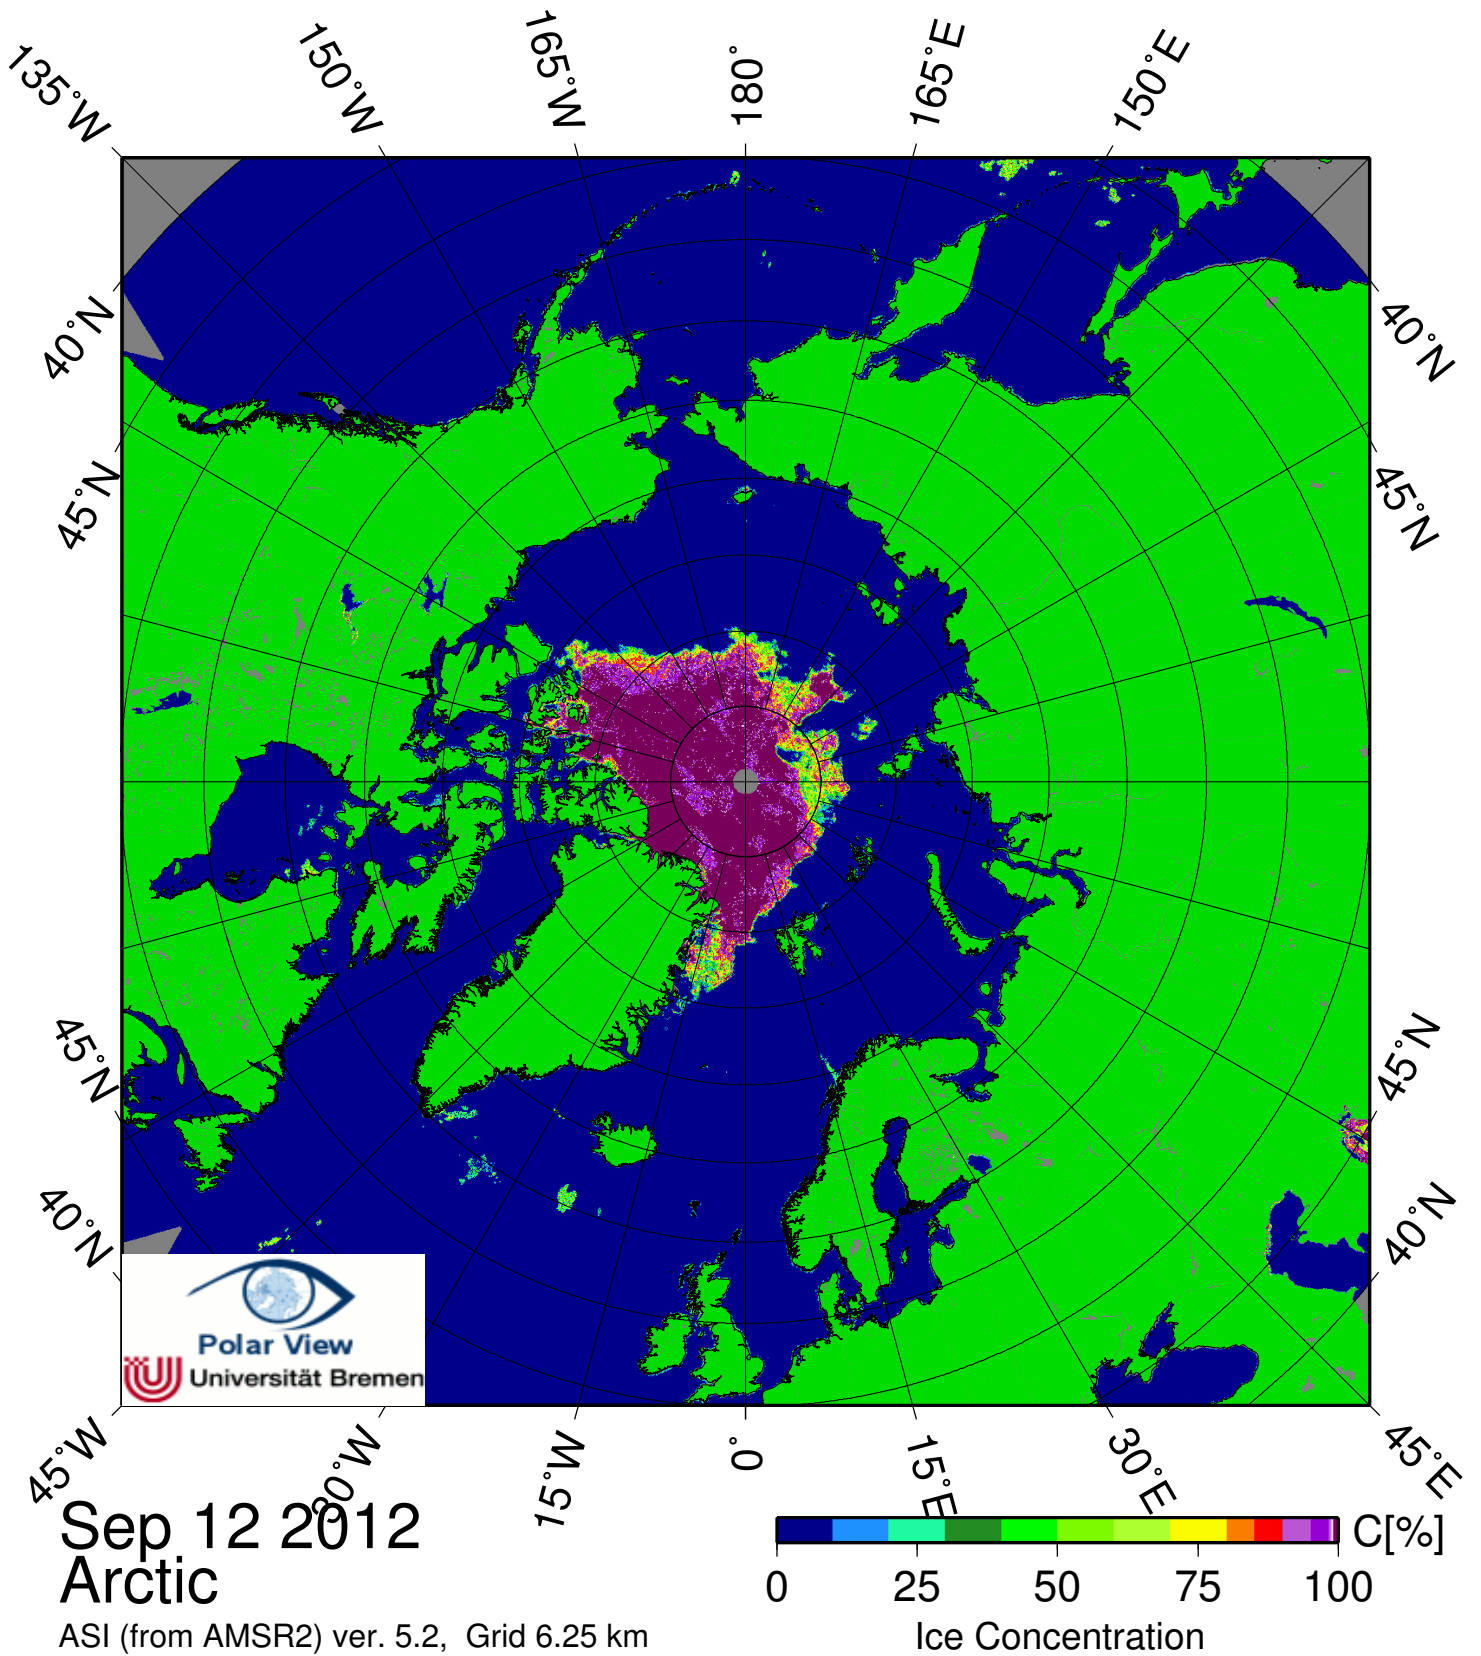 135°W
150°W
165°W
180°
165°E
150°E
40°N
40°N
45°N
45°N
45°N
45°N
40°N
40°N
Polar View
Universität Bremen
45°W
30°W
15°W
0°
15°E
30°E
45°E
Sep 12 2012
Arctic
ASI (from AMSR2) ver. 5.2, Grid 6.25 km
C[%]
0 25 50 75 100
Ice Concentration